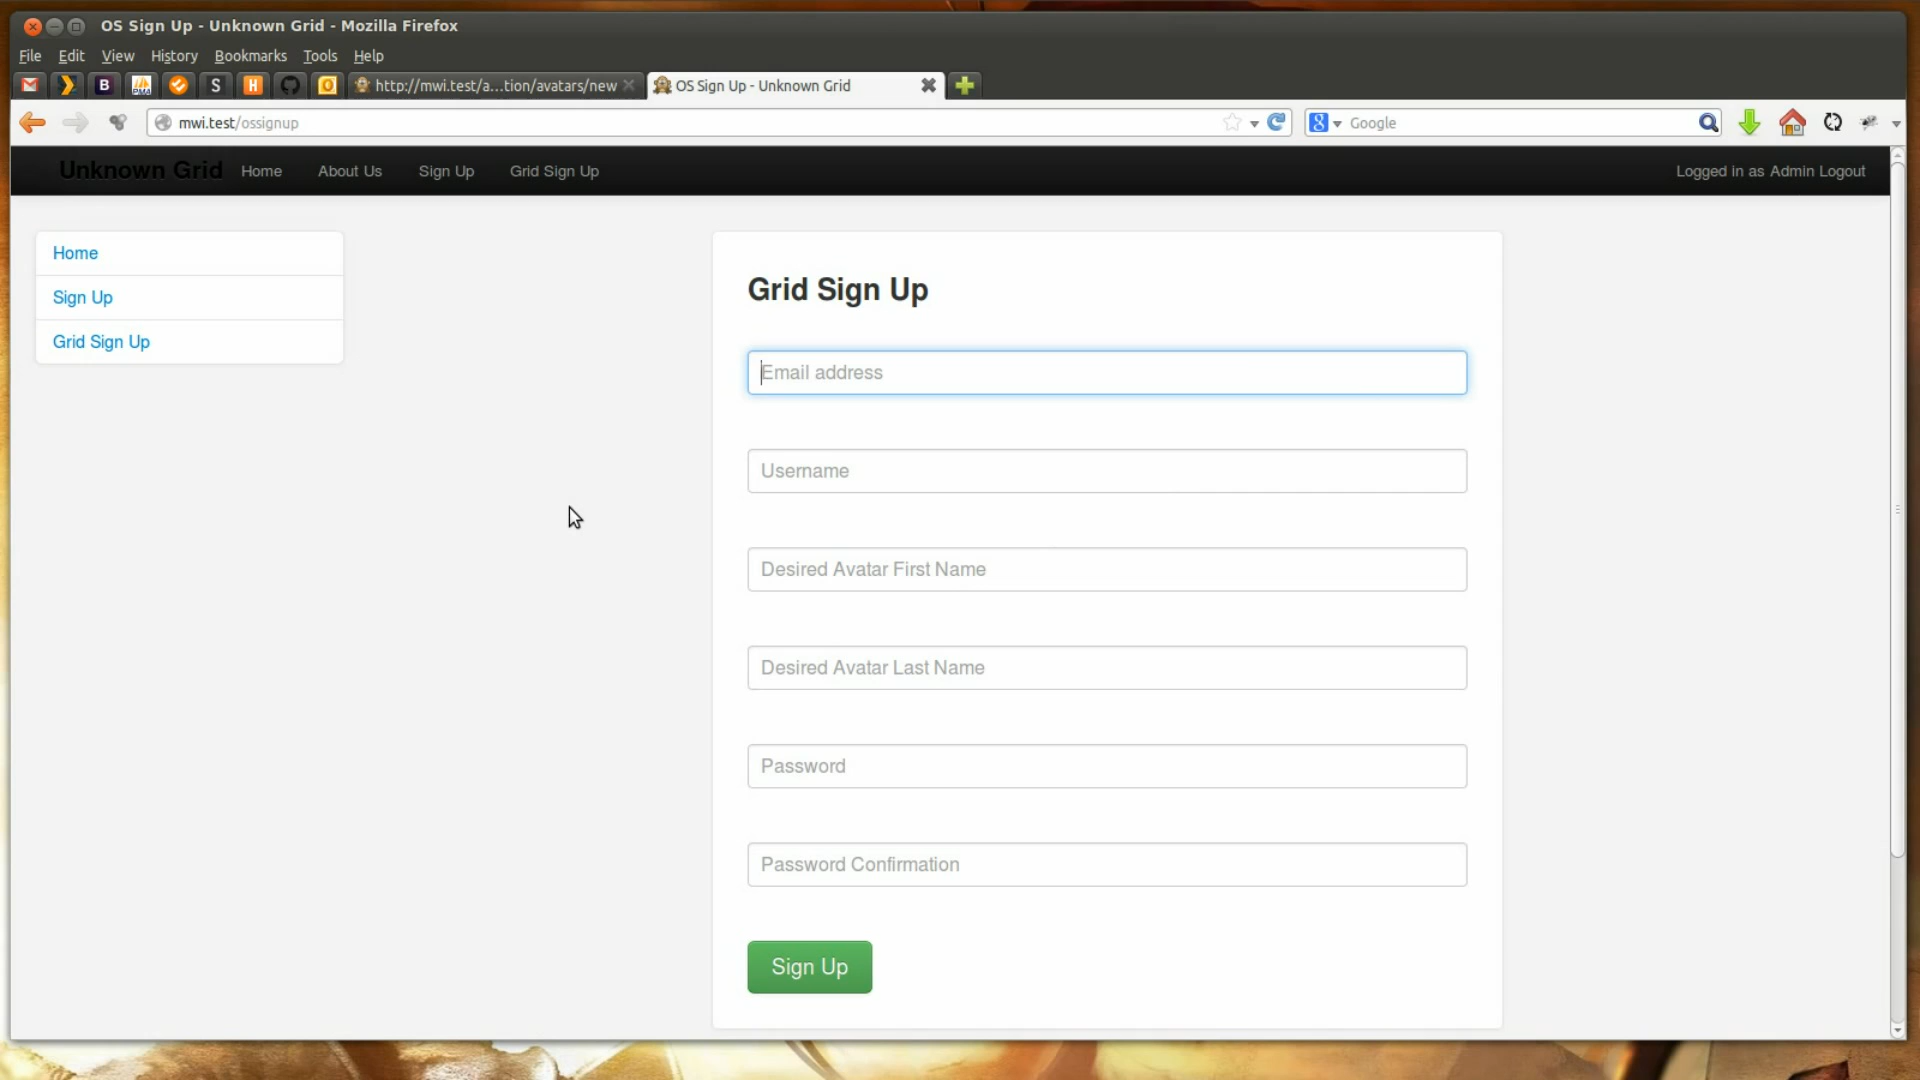 OS Sign Up - Unknown Grid - Mozilla Firefox
File Edit View History Bookmarks Tools Help
B S H http://mwi.test/a...tion/avatars/new OS Sign Up - Unknown Grid
mwi.test/ossignup Google
Unknown Grid Home About Us Sign Up Grid Sign Up Logged in as Admin Logout
Home
Sign Up
Grid Sign Up
Grid Sign Up
Email address
Username
Desired Avatar First Name
Desired Avatar Last Name
Password
Password Confirmation
Sign Up